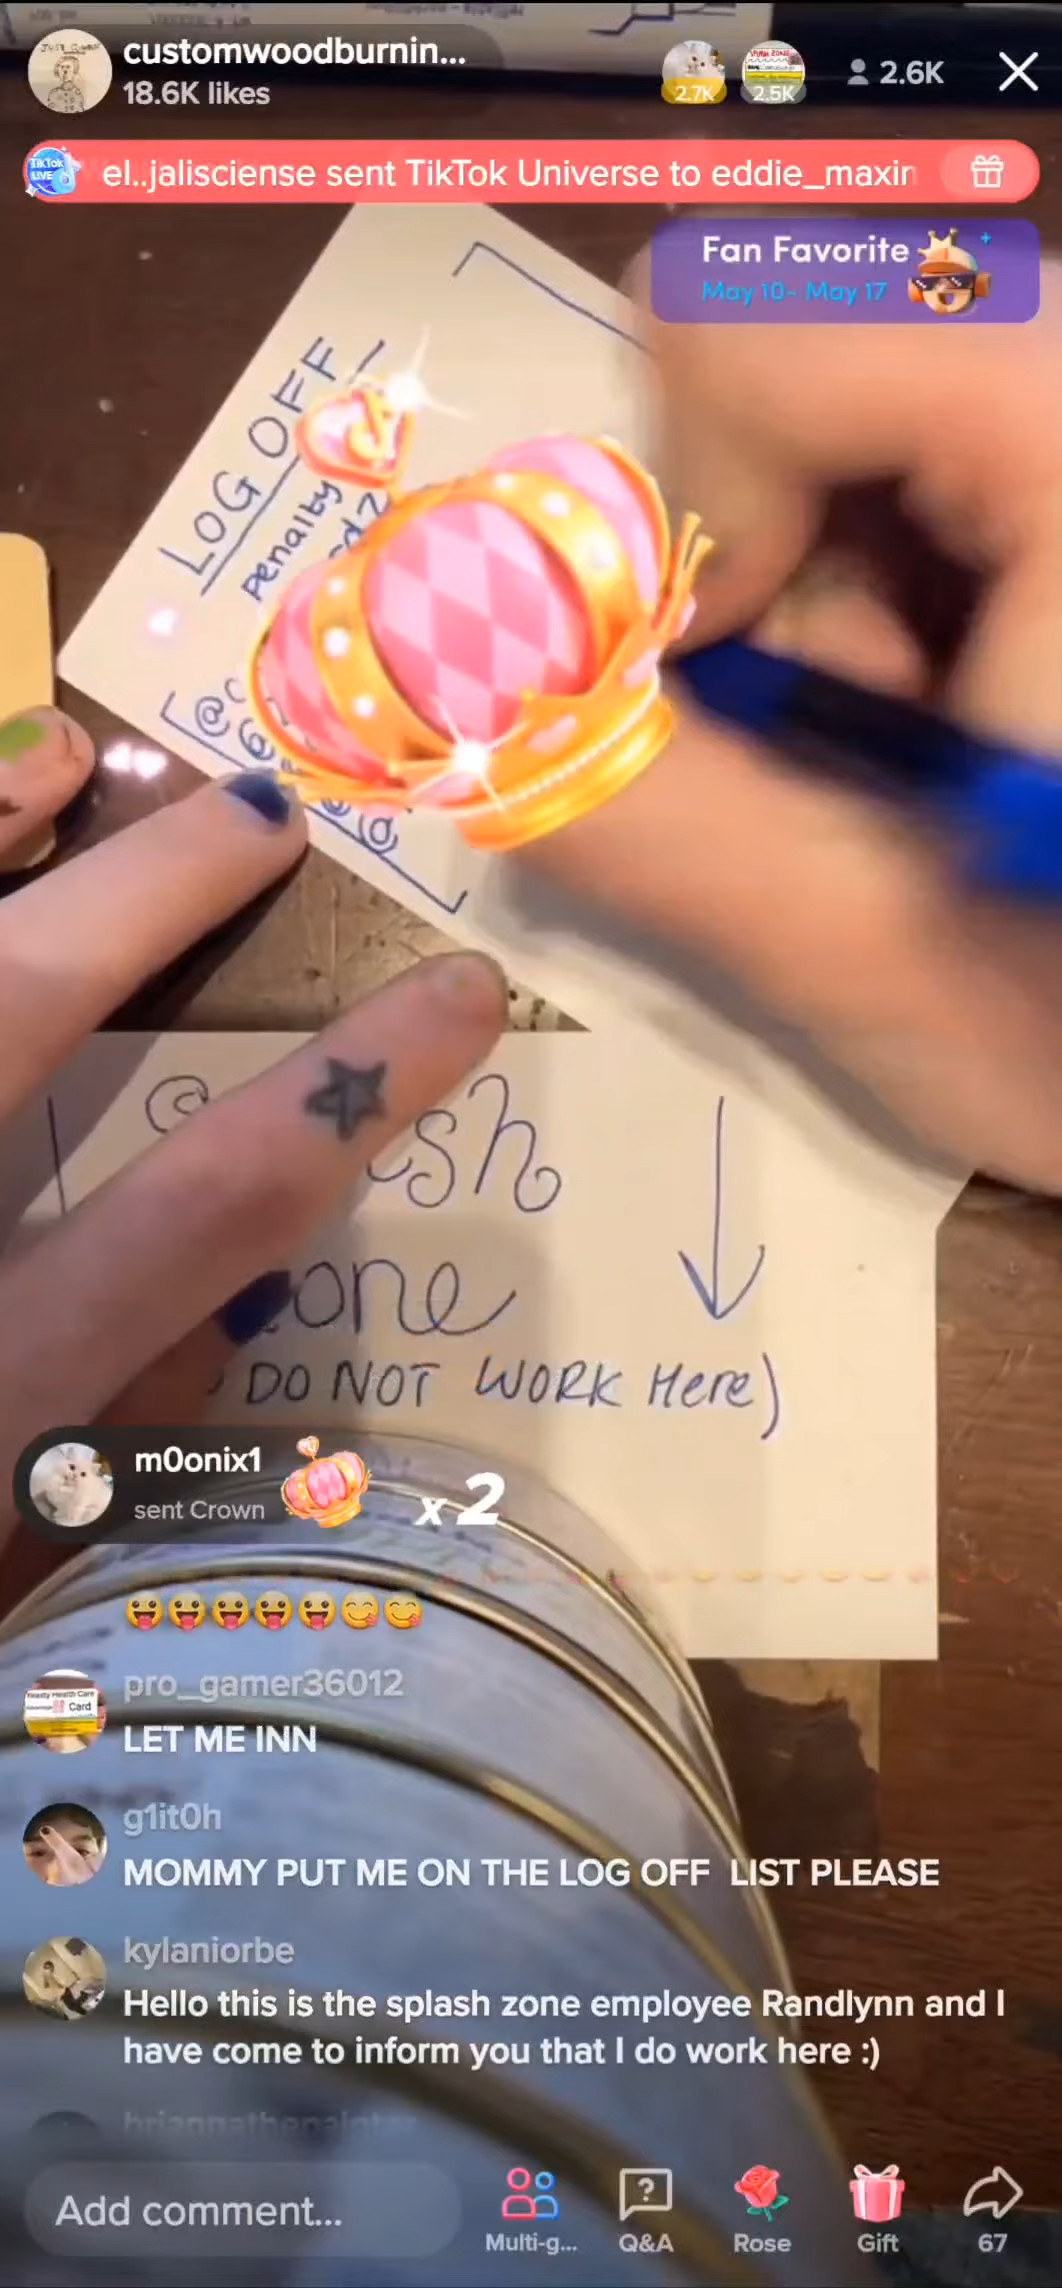 customwoodburnin...
18.6K likes
2.7K
2.5K
2.6K
TikTok
LIVE
el..jalisciense sent TikTok Universe to eddie_maxin
Fan Favorite
May 10- May 17
LOG OFF
Penalty
DO NOT WORK Here)
m0onix1
sent Crown
x 2
pro_gamer36012
LET ME INN
g1it0h
MOMMY PUT ME ON THE LOG OFF LIST PLEASE
kylaniorbe
Hello this is the splash zone employee Randlynn and I
have come to inform you that I do work here :)
Add comment...
Multi-g...
Q&A
Rose
Gift
67